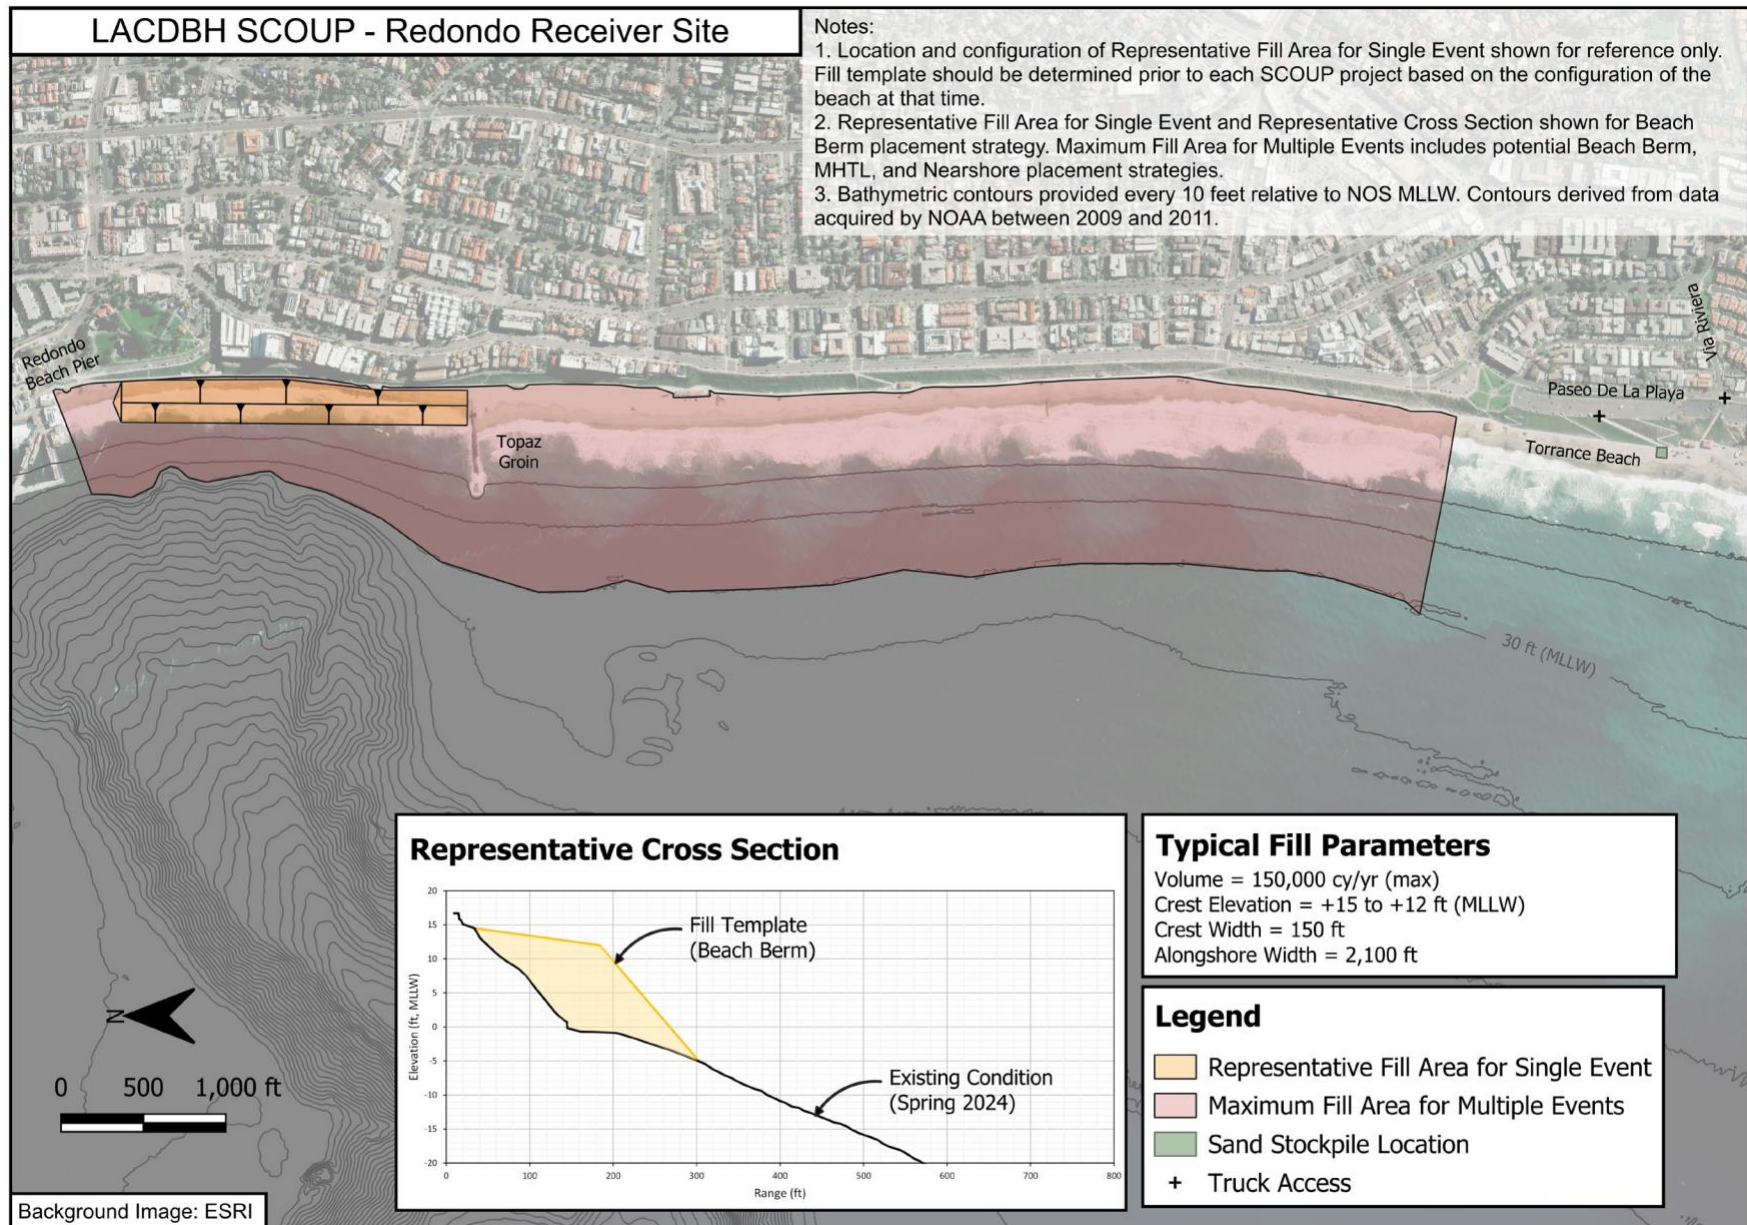 LACDBH SCOUP - Redondo Receiver Site
Notes:
1. Location and configuration of Representative Fill Area for Single Event shown for reference only.
Fill template should be determined prior to each SCOUP project based on the configuration of the
beach at that time.
2. Representative Fill Area for Single Event and Representative Cross Section shown for Beach
Berm placement strategy. Maximum Fill Area for Multiple Events includes potential Beach Berm,
MHTL, and Nearshore placement strategies.
3. Bathymetric contours provided every 10 feet relative to NOS MLLW. Contours derived from data
acquired by NOAA between 2009 and 2011.
Redondo
Beach Pier
Topaz
Groin
Via Riviera
Paseo De La Playa
Torrance Beach
30 ft (MLLW)
Representative Cross Section
20
15
10
5
0
-5
-10
-15
-20
Elevation (ft, MLLW)
Fill Template
(Beach Berm)
Existing Condition
(Spring 2024)
0 100 200 300 400 500 600 700 800
Range (ft)
Typical Fill Parameters
Volume = 150,000 cy/yr (max)
Crest Elevation = +15 to +12 ft (MLLW)
Crest Width = 150 ft
Alongshore Width = 2,100 ft
Legend
Representative Fill Area for Single Event
Maximum Fill Area for Multiple Events
Sand Stockpile Location
+ Truck Access
N
0 500 1,000 ft
Background Image: ESRI